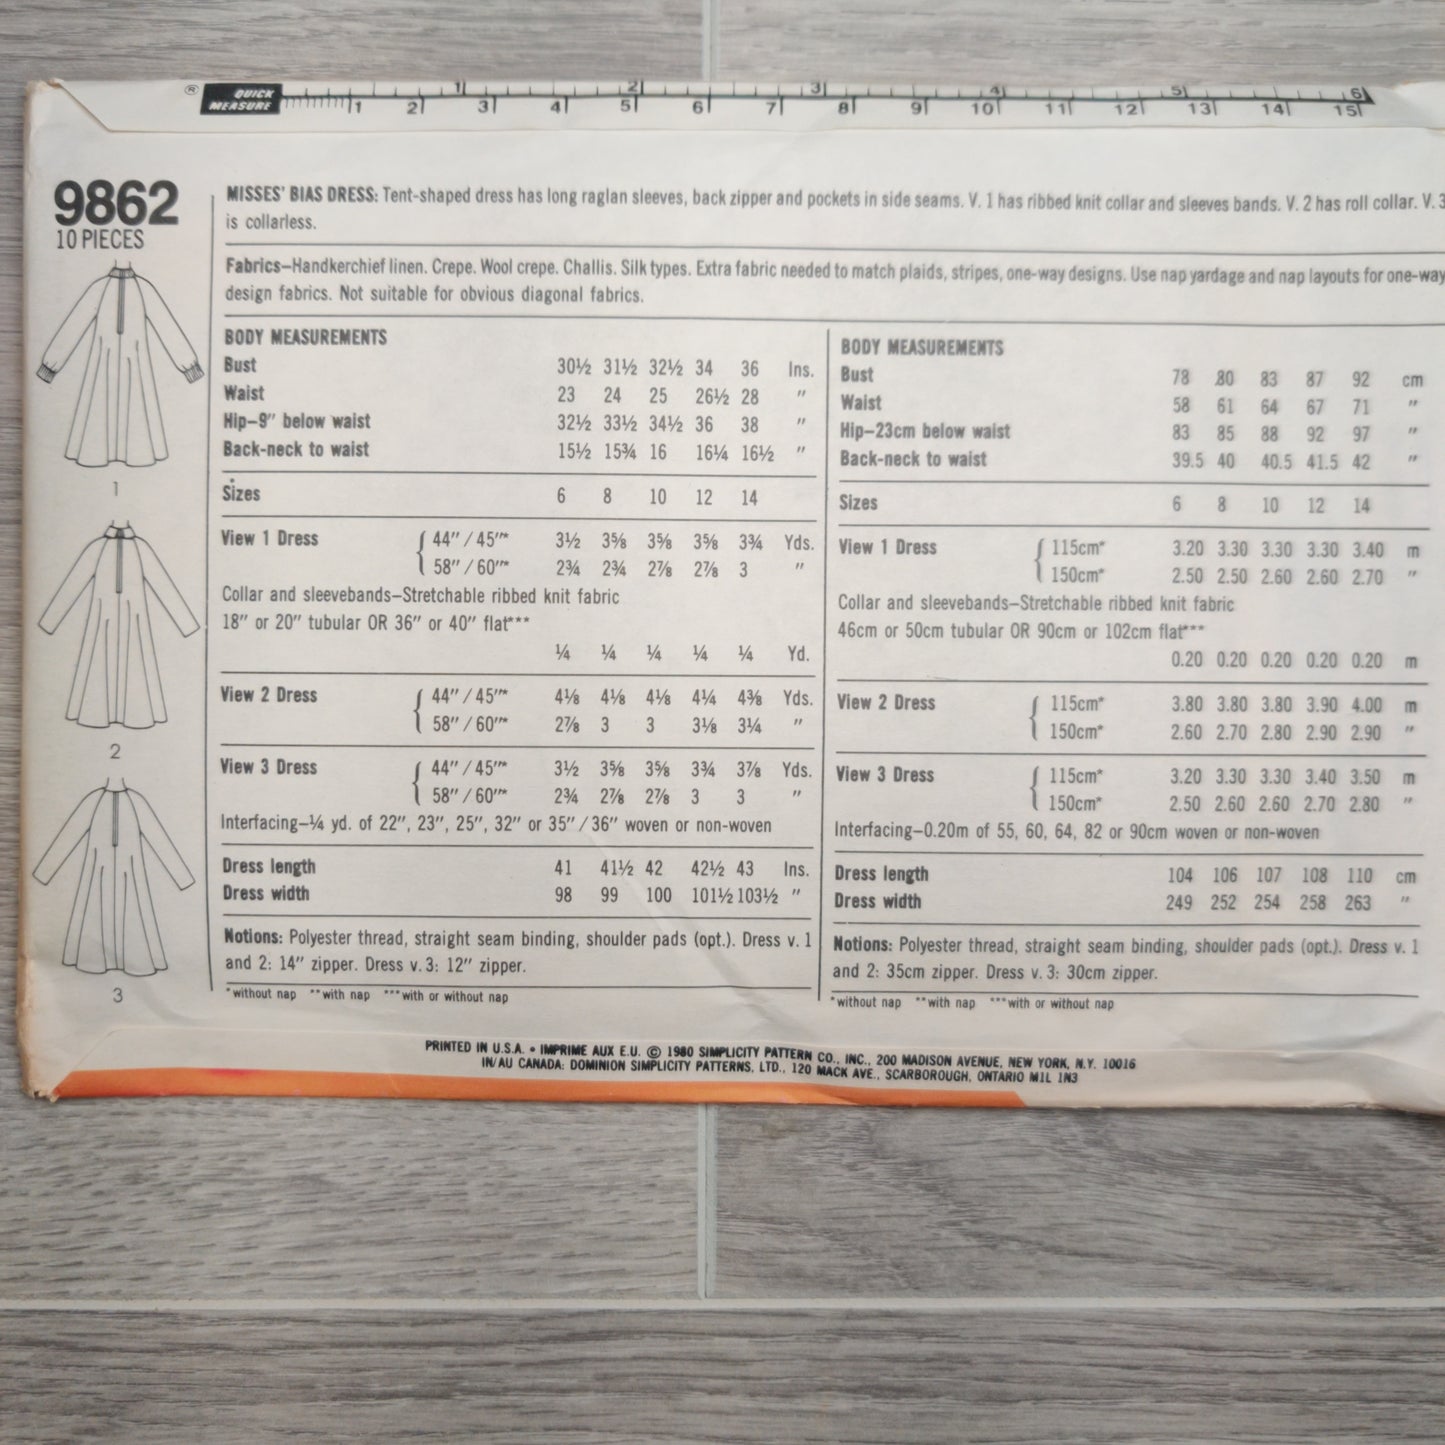 ® QUICK MEASURE
1 2 3 4 5 6
1 2 3 4 5 6 7 8 9 10 11 12 13 14 15
9862
10 PIECES
1
2
3
MISSES' BIAS DRESS: Tent-shaped dress has long raglan sleeves, back zipper and pockets in side seams. V. 1 has ribbed knit collar and sleeves bands. V. 2 has roll collar. V. 3
is collarless.
Fabrics—Handkerchief linen. Crepe. Wool crepe. Challis. Silk types. Extra fabric needed to match plaids, stripes, one-way designs. Use nap yardage and nap layouts for one-way
design fabrics. Not suitable for obvious diagonal fabrics.
BODY MEASUREMENTS
Bust 30½ 31½ 32½ 34 36 Ins.
Waist 23 24 25 26½ 28 "
Hip—9" below waist 32½ 33½ 34½ 36 38 "
Back-neck to waist 15½ 15¾ 16 16¼ 16½ "
Sizes 6 8 10 12 14
View 1 Dress { 44"/45"* 3½ 3⅝ 3⅝ 3⅝ 3¾ Yds.
58"/60"* 2¾ 2¾ 2⅞ 2⅞ 3 "
Collar and sleevebands—Stretchable ribbed knit fabric
18" or 20" tubular OR 36" or 40" flat***
¼ ¼ ¼ ¼ ¼ Yd.
View 2 Dress { 44"/45"* 4⅛ 4⅛ 4⅛ 4¼ 4⅜ Yds.
58"/60"* 2⅞ 3 3 3⅛ 3¼ "
View 3 Dress { 44"/45"* 3½ 3⅝ 3⅝ 3¾ 3⅞ Yds.
58"/60"* 2¾ 2⅞ 2⅞ 3 3 "
Interfacing—¼ yd. of 22", 23", 25", 32" or 35"/36" woven or non-woven
Dress length 41 41½ 42 42½ 43 Ins.
Dress width 98 99 100 101½ 103½ "
Notions: Polyester thread, straight seam binding, shoulder pads (opt.). Dress v. 1
and 2: 14" zipper. Dress v. 3: 12" zipper.
*without nap **with nap ***with or without nap
BODY MEASUREMENTS
Bust 78 80 83 87 92 cm
Waist 58 61 64 67 71 "
Hip—23cm below waist 83 85 88 92 97 "
Back-neck to waist 39.5 40 40.5 41.5 42 "
Sizes 6 8 10 12 14
View 1 Dress { 115cm* 3.20 3.30 3.30 3.30 3.40 m
150cm* 2.50 2.50 2.60 2.60 2.70 "
Collar and sleevebands—Stretchable ribbed knit fabric
46cm or 50cm tubular OR 90cm or 102cm flat***
0.20 0.20 0.20 0.20 0.20 m
View 2 Dress { 115cm* 3.80 3.80 3.80 3.90 4.00 m
150cm* 2.60 2.70 2.80 2.90 2.90 "
View 3 Dress { 115cm* 3.20 3.30 3.30 3.40 3.50 m
150cm* 2.50 2.60 2.60 2.70 2.80 "
Interfacing—0.20m of 55, 60, 64, 82 or 90cm woven or non-woven
Dress length 104 106 107 108 110 cm
Dress width 249 252 254 258 263 "
Notions: Polyester thread, straight seam binding, shoulder pads (opt.). Dress v. 1
and 2: 35cm zipper. Dress v. 3: 30cm zipper.
*without nap **with nap ***with or without nap
PRINTED IN U.S.A. • IMPRIME AUX E.U. © 1980 SIMPLICITY PATTERN CO., INC., 200 MADISON AVENUE, NEW YORK, N.Y. 10016
IN/AU CANADA: DOMINION SIMPLICITY PATTERNS, LTD., 120 MACK AVE., SCARBOROUGH, ONTARIO M1L 1N3